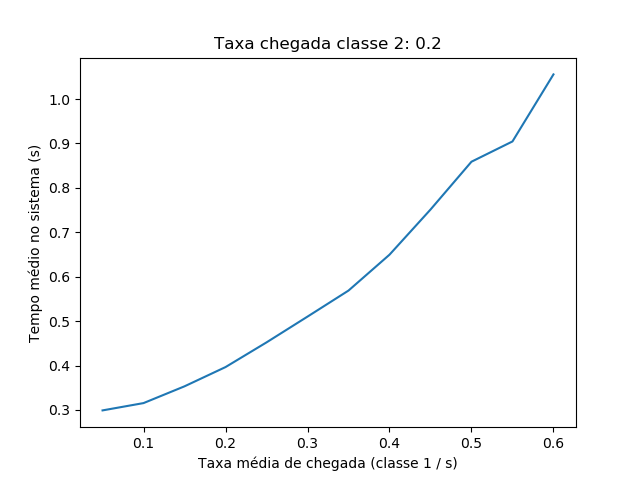 Taxa chegada classe 2: 0.2
Tempo médio no sistema (s)
1.0
0.9
0.8
0.7
0.6
0.5
0.4
0.3
0.1 0.2 0.3 0.4 0.5 0.6
Taxa média de chegada (classe 1 / s)